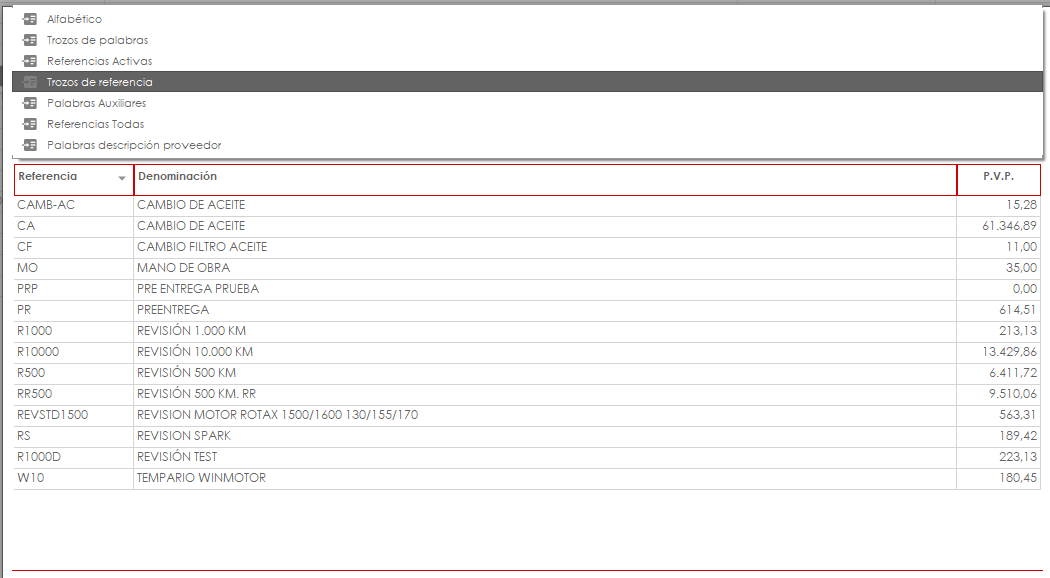 Alfabético
Trozos de palabras
Referencias Activas
Trozos de referencia
Palabras Auxiliares
Referencias Todas
Palabras descripción proveedor
Referencia Denominación P.V.P.
CAMB-AC CAMBIO DE ACEITE 15,28
CA CAMBIO DE ACEITE 61.346,89
CF CAMBIO FILTRO ACEITE 11,00
MO MANO DE OBRA 35,00
PRP PRE ENTREGA PRUEBA 0,00
PR PREENTREGA 614,51
R1000 REVISIÓN 1.000 KM 213,13
R10000 REVISIÓN 10.000 KM 13.429,86
R500 REVISIÓN 500 KM 6.411,72
RR500 REVISIÓN 500 KM. RR 9.510,06
REVSTD1500 REVISION MOTOR ROTAX 1500/1600 130/155/170 563,31
RS REVISION SPARK 189,42
R1000D REVISIÓN TEST 223,13
W10 TEMPARIO WINMOTOR 180,45